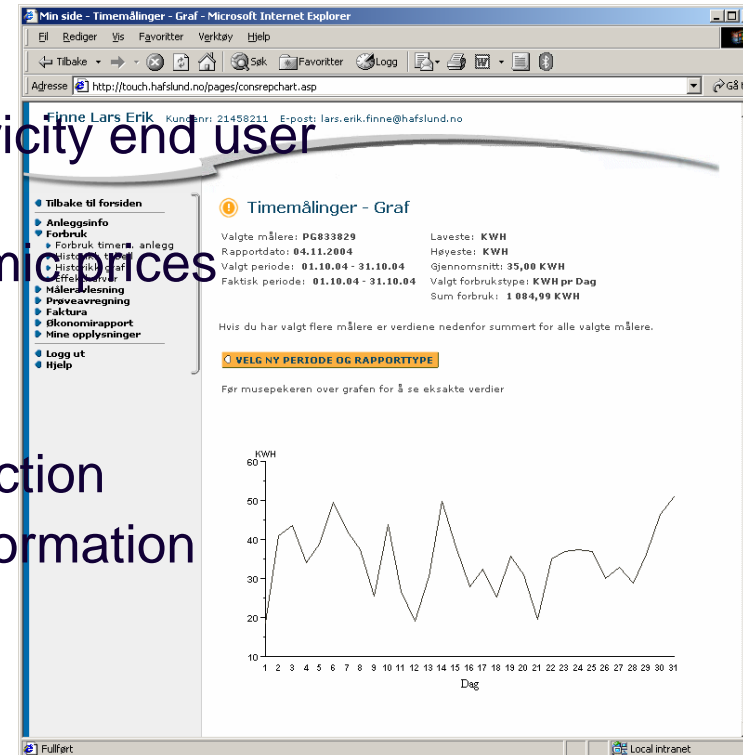 Min side - Timemålinger - Graf - Microsoft Internet Explorer
Fil Rediger Vis Favoritter Verktøy Hjelp
Tilbake Søk Favoritter Logg
Adresse http://touch.hafslund.no/pages/consrepchart.asp Gå t
Finne Lars Erik Kundenr: 21458211 E-post: lars.erik.finne@hafslund.no
icity end user
Tilbake til forsiden
Anleggsinfo
Forbruk
Forbruk timem. anlegg
Historikk tabell
mic prices
Historikk graf
Effektkurver
Måleravlesning
Prøveavregning
Faktura
Økonomirapport
Mine opplysninger
Logg ut
Hjelp
Timemålinger - Graf
Valgte målere: PG833829 Laveste: KWH
Rapportdato: 04.11.2004 Høyeste: KWH
Valgt periode: 01.10.04 - 31.10.04 Gjennomsnitt: 35,00 KWH
Faktisk periode: 01.10.04 - 31.10.04 Valgt forbrukstype: KWH pr Dag
Sum forbruk: 1 084,99 KWH
Hvis du har valgt flere målere er verdiene nedenfor summert for alle valgte målere.
VELG NY PERIODE OG RAPPORTTYPE
Før musepekeren over grafen for å se eksakte verdier
ction
ormation
KWH
60
50
40
30
20
10
1 2 3 4 5 6 7 8 9 10 11 12 13 14 15 16 17 18 19 20 21 22 23 24 25 26 27 28 29 30 31
Dag
Fullført Local intranet